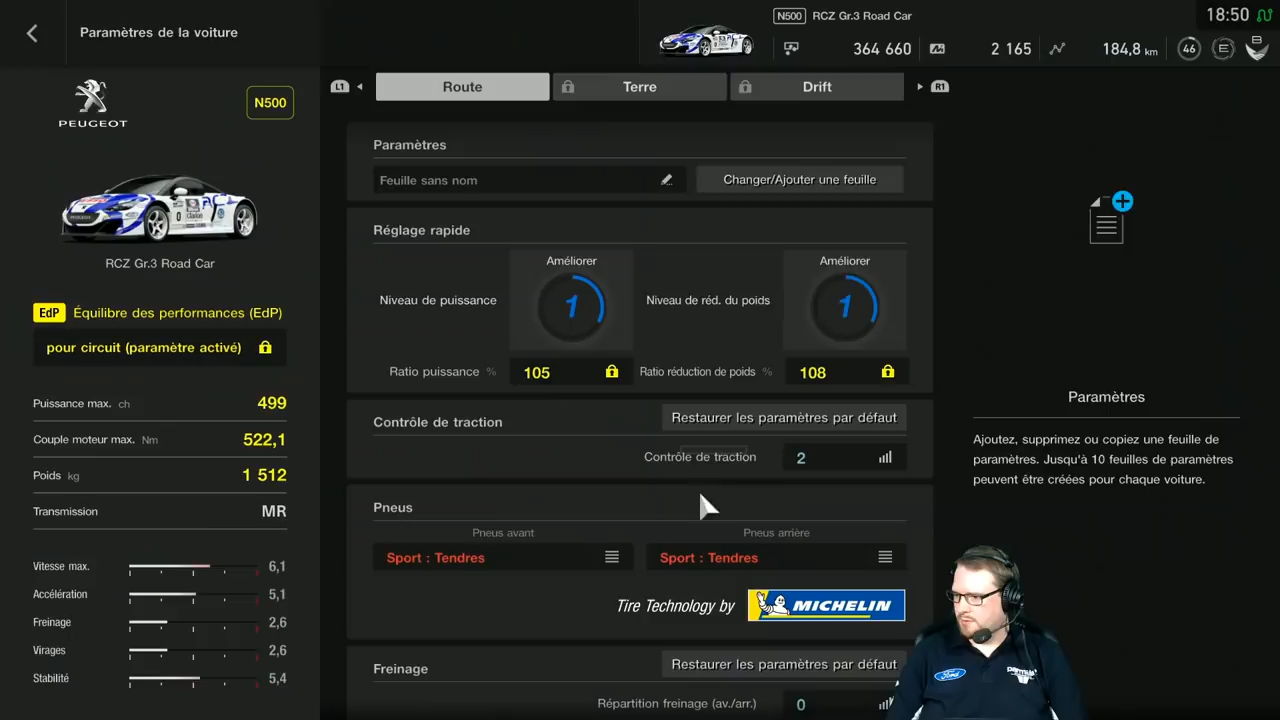 Paramètres de la voiture
N500 RCZ Gr.3 Road Car
18:50
364 660
2 165
184,8 km
46
E
B
PEUGEOT
N500
RCZ Gr.3 Road Car
EdP Équilibre des performances (EdP)
pour circuit (paramètre activé)
Puissance max. ch 499
Couple moteur max. Nm 522,1
Poids kg 1 512
Transmission MR
Vitesse max. 6,1
Accélération 5,1
Freinage 2,6
Virages 2,6
Stabilité 5,4
L1 Route Terre Drift R1
Paramètres
Feuille sans nom Changer/Ajouter une feuille
Réglage rapide
Améliorer Améliorer
Niveau de puissance 1 Niveau de réd. du poids 1
Ratio puissance % 105 Ratio réduction de poids % 108
Contrôle de traction Restaurer les paramètres par défaut
Contrôle de traction 2
Pneus
Pneus avant Pneus arrière
Sport : Tendres Sport : Tendres
Tire Technology by MICHELIN
Freinage Restaurer les paramètres par défaut
Répartition freinage (av./arr.) 0
Paramètres
Ajoutez, supprimez ou copiez une feuille de
paramètres. Jusqu'à 10 feuilles de paramètres
peuvent être créées pour chaque voiture.
Ford